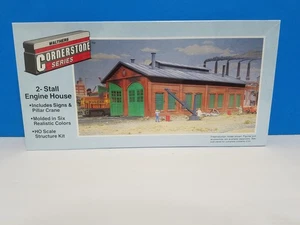 WALTHERS
CORNERSTONE
SERIES
2-Stall
Engine House
•Includes Signs &
Pillar Crane
•Molded in Six
Realistic Colors
•HO Scale
Structure Kit